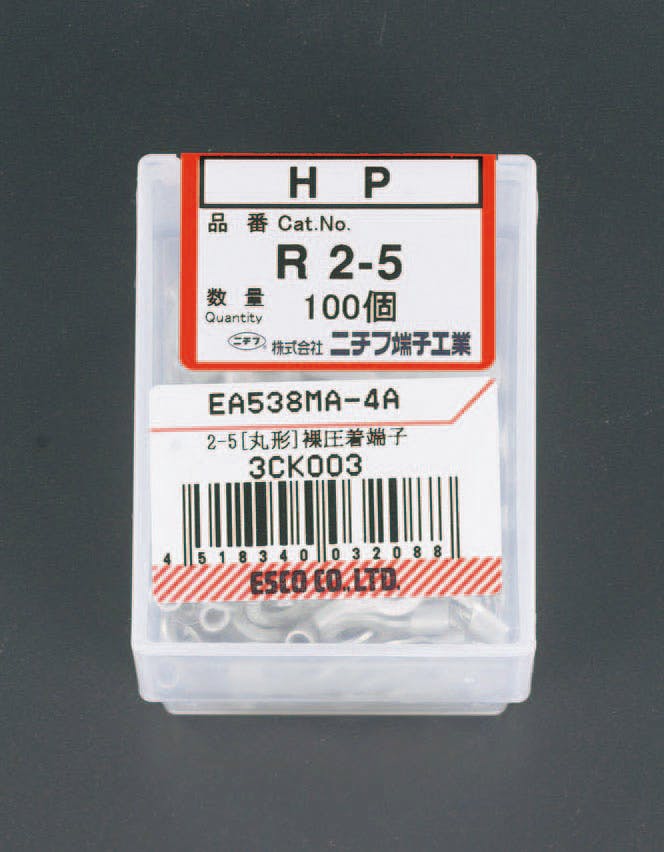 H P
品 番 Cat.No.
R 2-5
数 量 100個
Quantity
ニチフ 株式会社 ニチフ端子工業
EA538MA-4A
2-5[丸形]裸圧着端子
3CK003
4 518340 032088
ESCO CO.,LTD.